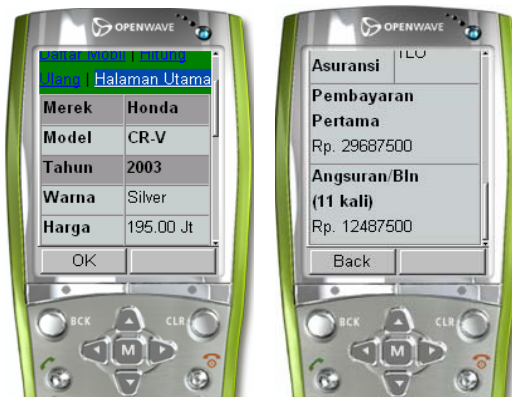 OPENWAVE
Daftar Mobil | Hitung
Ulang | Halaman Utama
Merek Honda
Model CR-V
Tahun 2003
Warna Silver
Harga 195.00 Jt
OK
BCK CLR
M
OPENWAVE
Asuransi TLO
Pembayaran
Pertama
Rp. 29687500
Angsuran/Bln
(11 kali)
Rp. 12487500
Back
BCK CLR
M